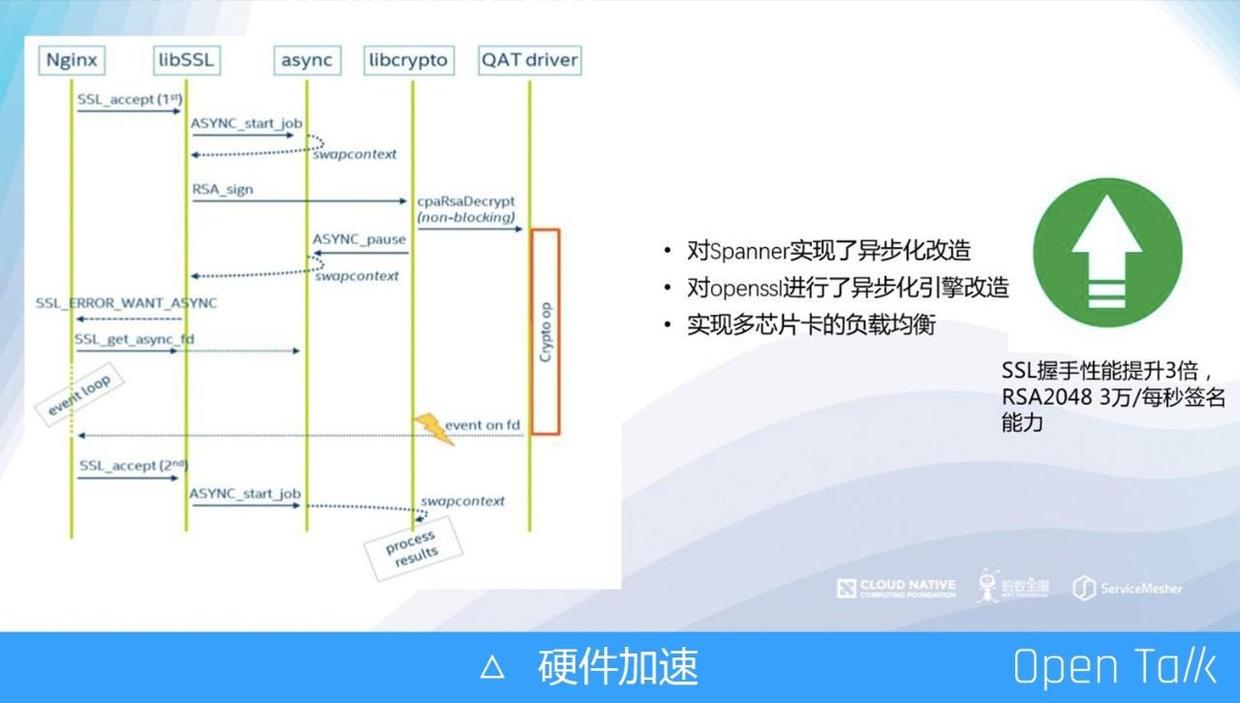 Nginx
libSSL
async
libcrypto
QAT driver
SSL_accept (1st)
ASYNC_start_job
swapcontext
RSA_sign
cpaRsaDecrypt
(non-blocking)
ASYNC_pause
swapcontext
SSL_ERROR_WANT_ASYNC
SSL_get_async_fd
Crypto op
event loop
event on fd
SSL_accept (2nd)
ASYNC_start_job
swapcontext
process
results
• 对Spanner实现了异步化改造
• 对openssl进行了异步化引擎改造
• 实现多芯片卡的负载均衡
SSL握手性能提升3倍，
RSA2048 3万/每秒签名
能力
CLOUD NATIVE
COMPUTING FOUNDATION
蚂蚁金服
ANT FINANCIAL
ServiceMesher
△ 硬件加速
Open Talk